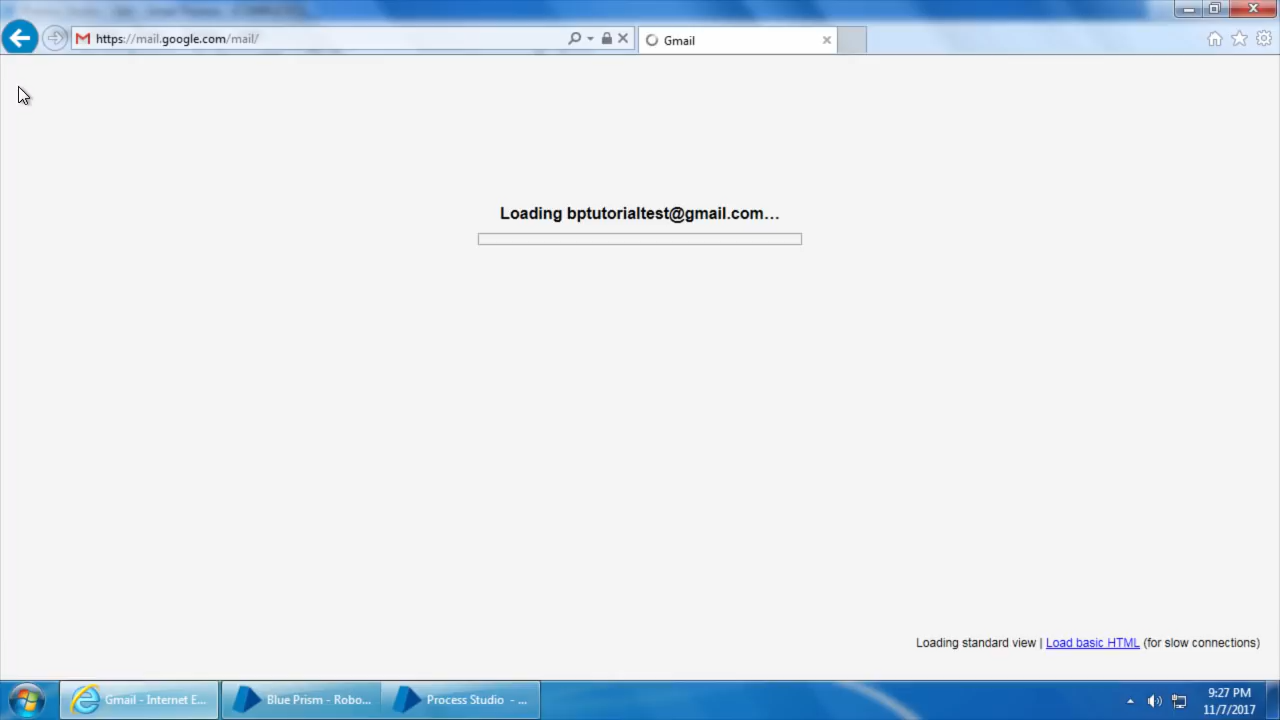 https://mail.google.com/mail/
Gmail
Loading bptutorialtest@gmail.com...
Loading standard view | Load basic HTML (for slow connections)
Gmail - Internet E...
Blue Prism - Robo...
Process Studio - ...
9:27 PM
11/7/2017